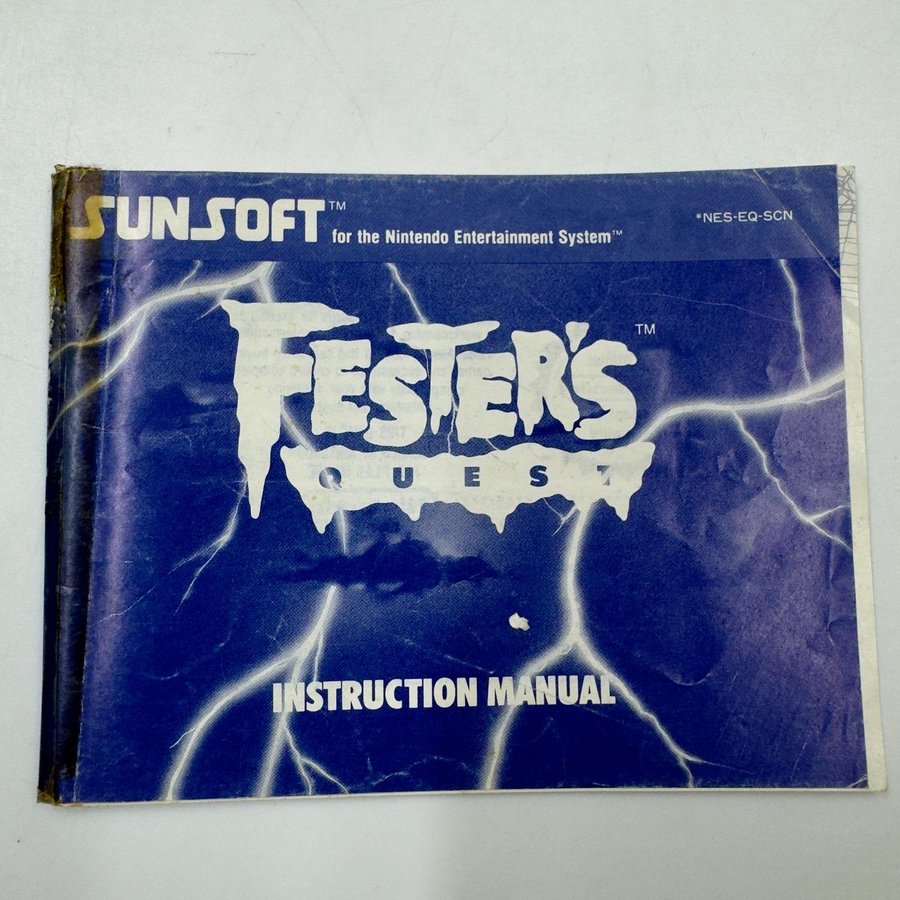 SUNSOFT™ for the Nintendo Entertainment System™
*NES-EQ-SCN
FESTER'S™
QUEST
INSTRUCTION MANUAL